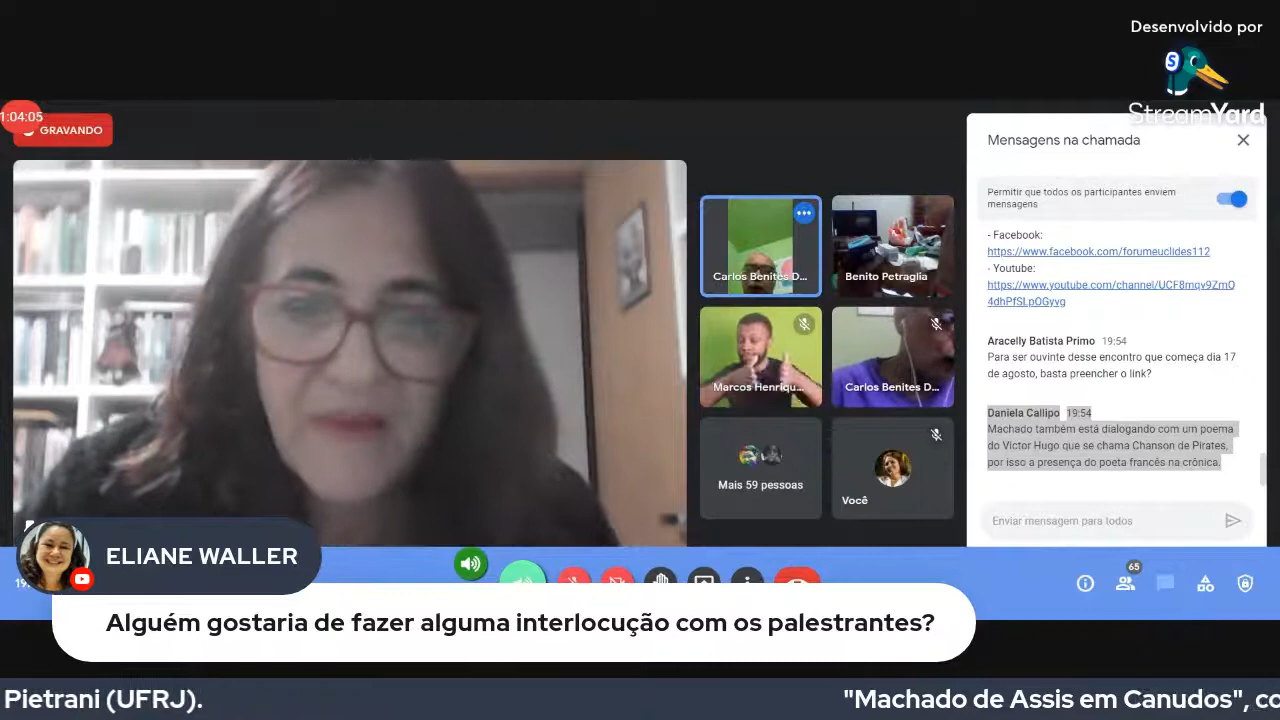 Desenvolvido por
S
StreamYard
1:04:05
GRAVANDO
Mensagens na chamada
Permitir que todos os participantes enviem
mensagens
- Facebook:
https://www.facebook.com/forumeuclides112
- Youtube:
https://www.youtube.com/channel/UCF8mqv9ZmQ
4dhPfSLpOGyvg
Aracelly Batista Primo 19:54
Para ser ouvinte desse encontro que começa dia 17
de agosto, basta preencher o link?
Daniela Callipo 19:54
Machado também está dialogando com um poema
do Victor Hugo que se chama Chanson de Pirates,
por isso a presença do poeta francês na crônica.
Enviar mensagem para todos
Carlos Benites D...
Benito Petraglia
Marcos Henriqu...
Carlos Benites D...
Mais 59 pessoas
Você
65
ELIANE WALLER
Alguém gostaria de fazer alguma interlocução com os palestrantes?
Pietrani (UFRJ).
"Machado de Assis em Canudos", co